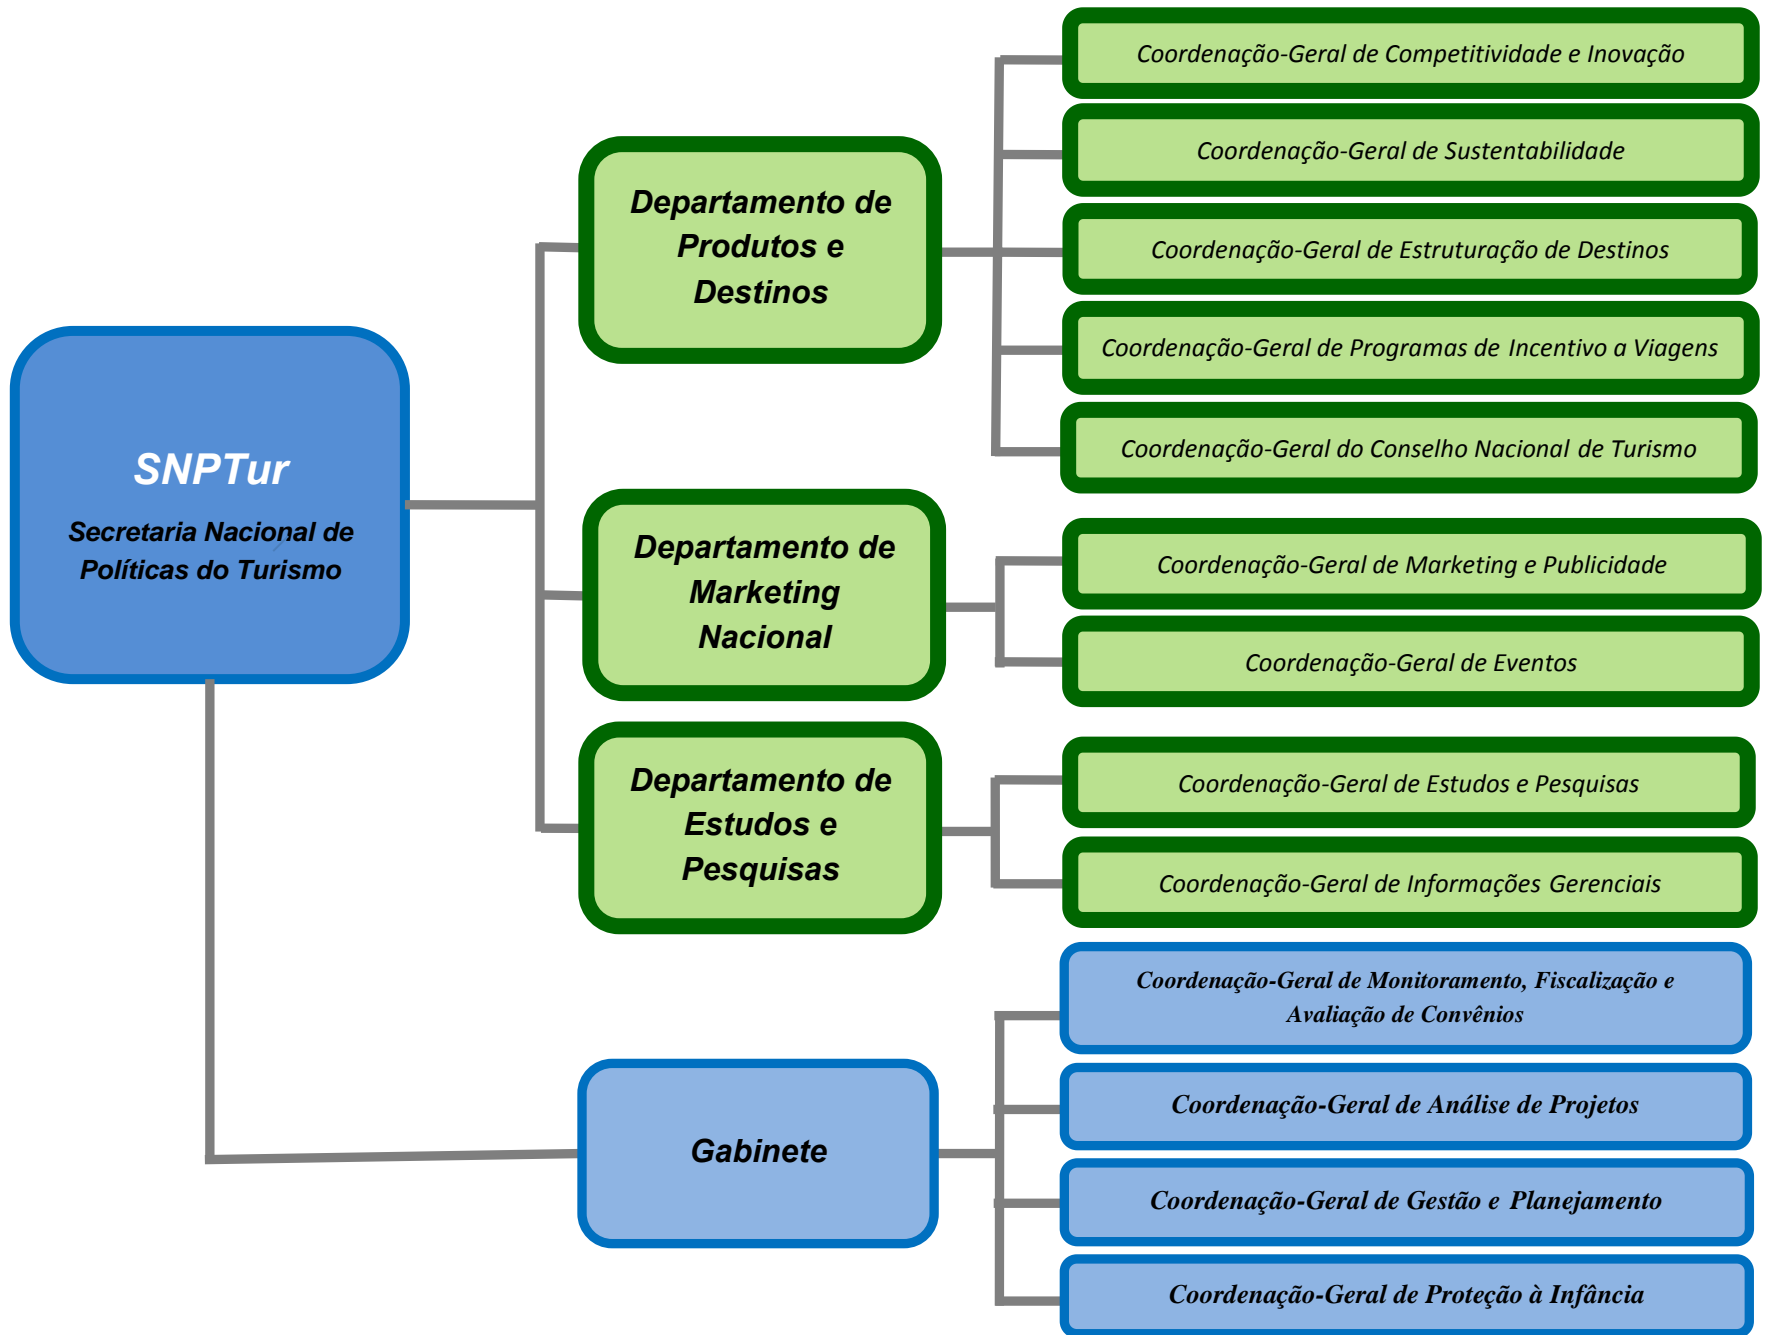 SNPTur
Secretaria Nacional de
Políticas do Turismo
Departamento de
Produtos e
Destinos
Coordenação-Geral de Competitividade e Inovação
Coordenação-Geral de Sustentabilidade
Coordenação-Geral de Estruturação de Destinos
Coordenação-Geral de Programas de Incentivo a Viagens
Coordenação-Geral do Conselho Nacional de Turismo
Departamento de
Marketing
Nacional
Coordenação-Geral de Marketing e Publicidade
Coordenação-Geral de Eventos
Departamento de
Estudos e
Pesquisas
Coordenação-Geral de Estudos e Pesquisas
Coordenação-Geral de Informações Gerenciais
Gabinete
Coordenação-Geral de Monitoramento, Fiscalização e
Avaliação de Convênios
Coordenação-Geral de Análise de Projetos
Coordenação-Geral de Gestão e Planejamento
Coordenação-Geral de Proteção à Infância